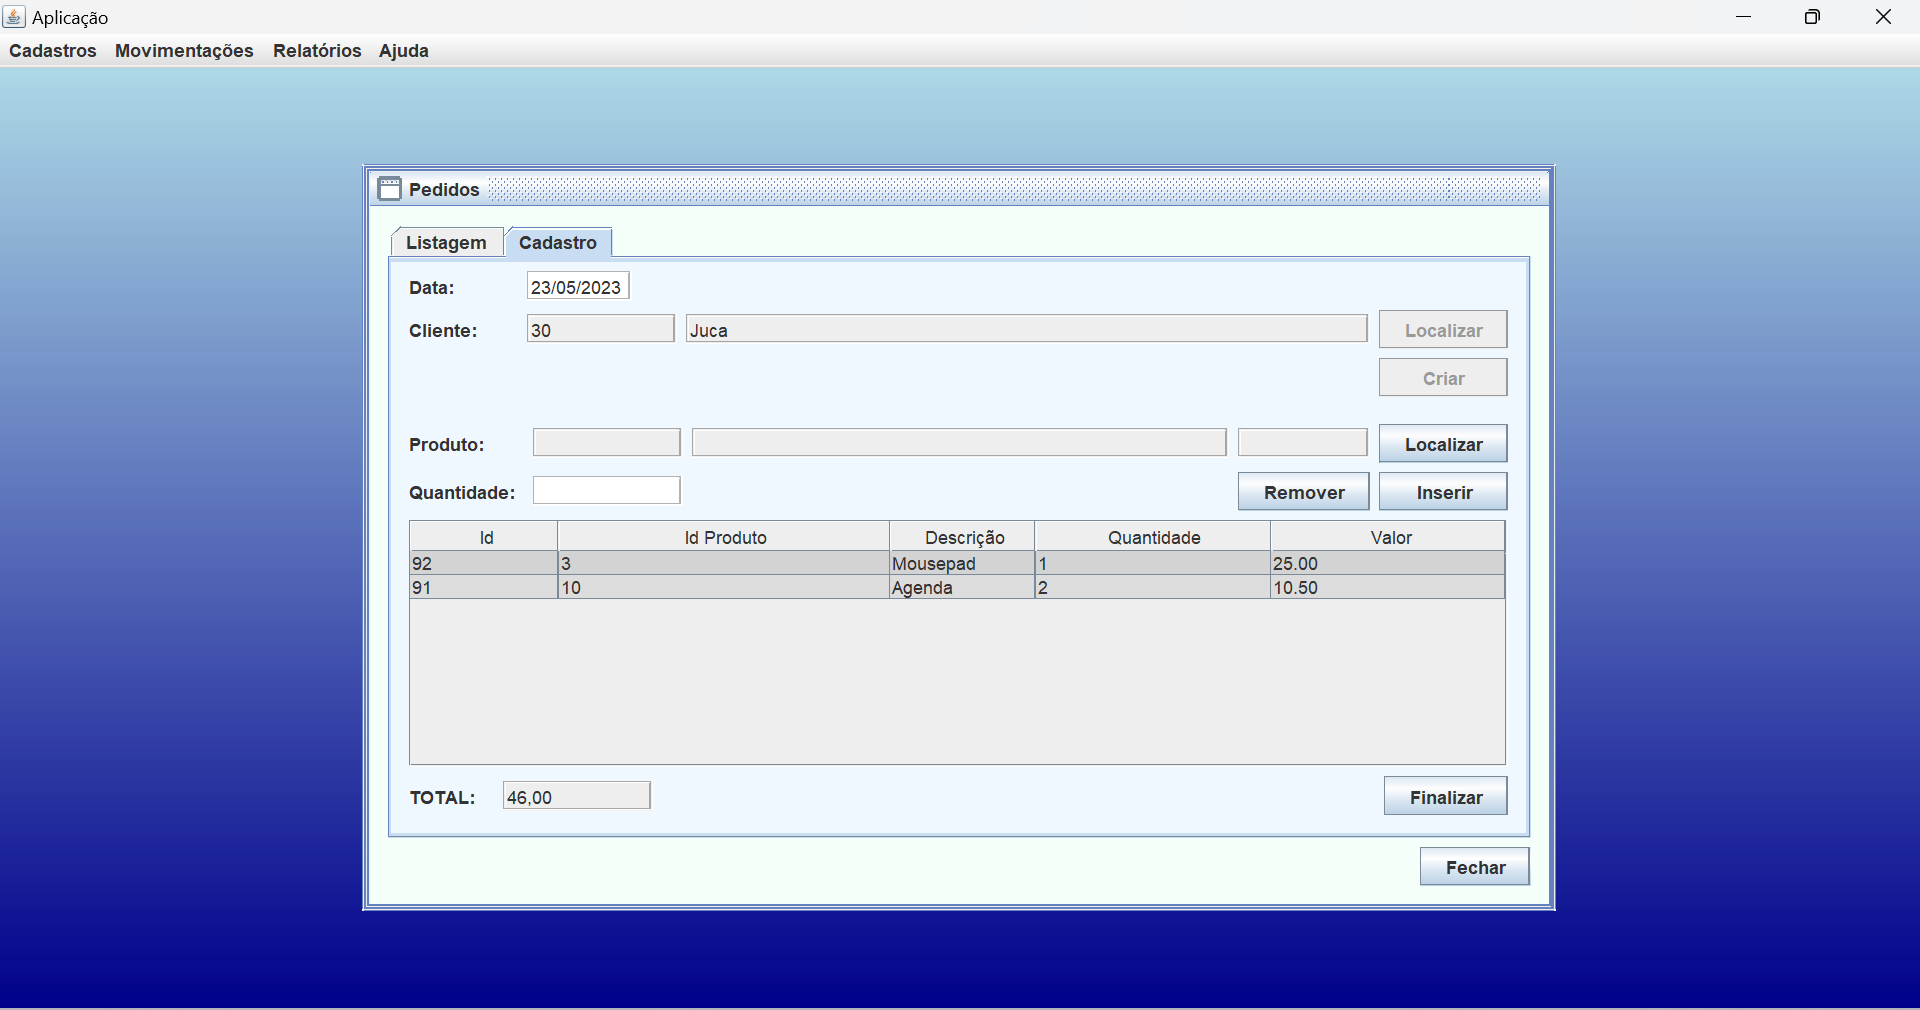 Aplicação
Cadastros Movimentações Relatórios Ajuda
Pedidos
Listagem Cadastro
Data: 23/05/2023
Cliente: 30 Juca Localizar
Criar
Produto: Localizar
Quantidade: Remover Inserir
Id Id Produto Descrição Quantidade Valor
92 3 Mousepad 1 25.00
91 10 Agenda 2 10.50
TOTAL: 46,00 Finalizar
Fechar